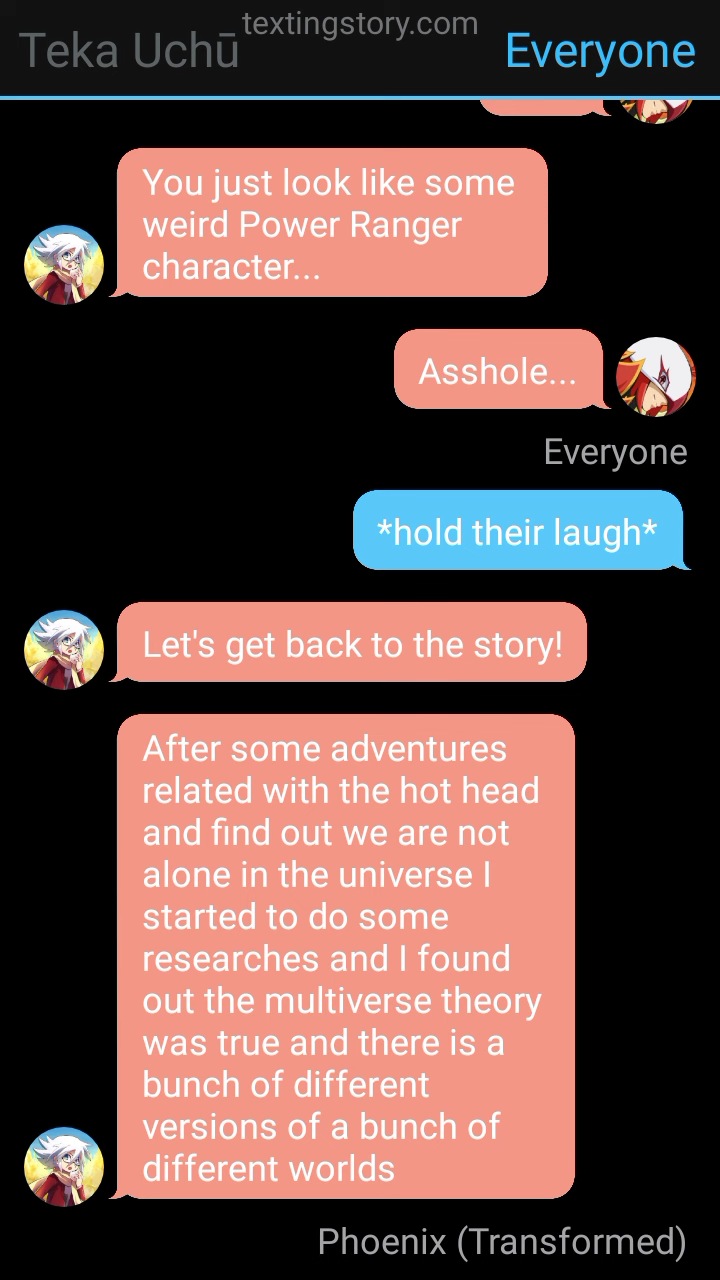 textingstory.com
Teka Uchū
Everyone
You just look like some
weird Power Ranger
character...
Asshole...
Everyone
*hold their laugh*
Let's get back to the story!
After some adventures
related with the hot head
and find out we are not
alone in the universe I
started to do some
researches and I found
out the multiverse theory
was true and there is a
bunch of different
versions of a bunch of
different worlds
Phoenix (Transformed)